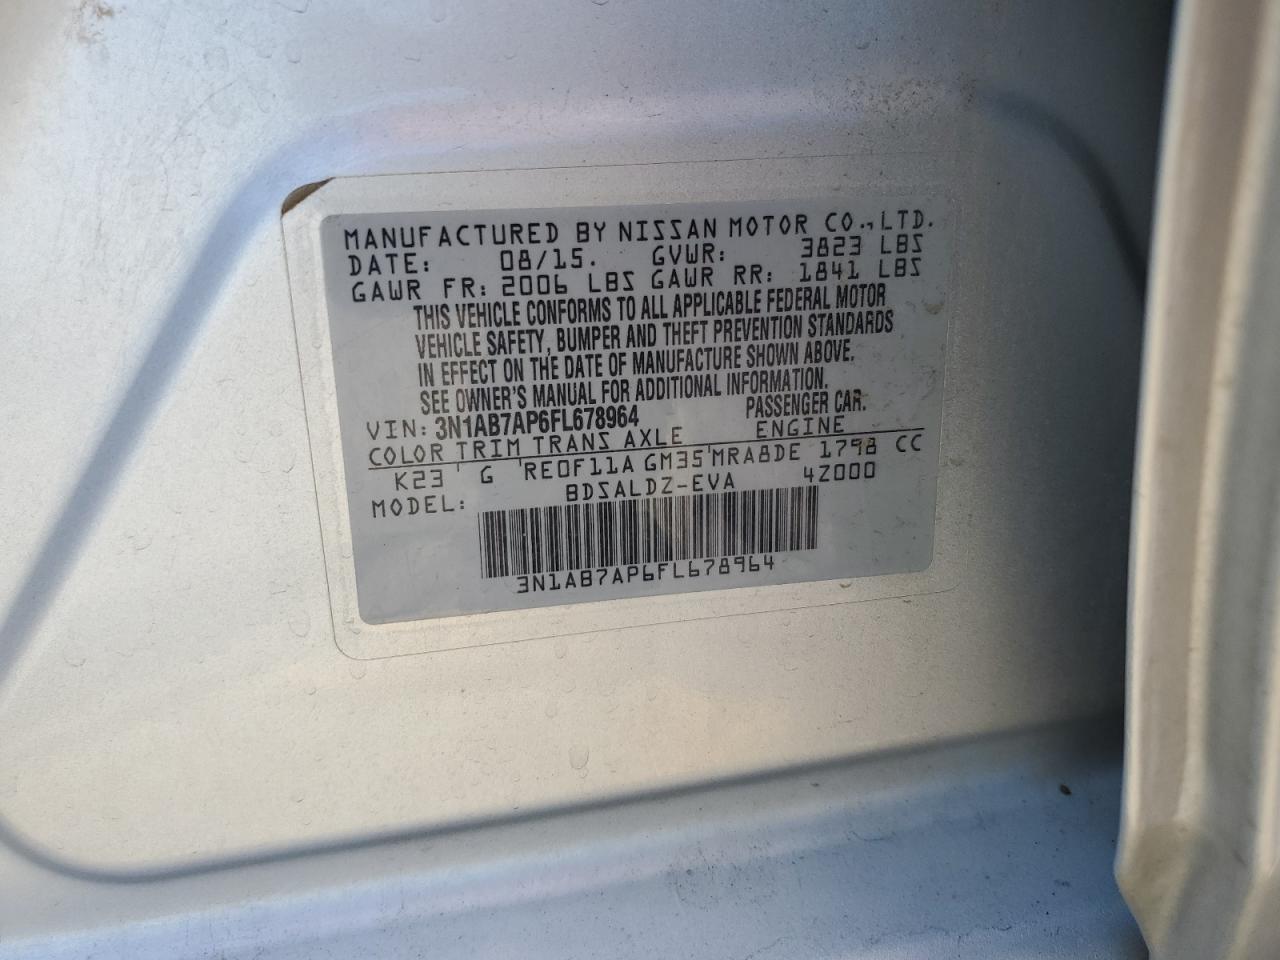 MANUFACTURED BY NISSAN MOTOR CO., LTD.
DATE: 08/15. GVWR: 3823 LBS
GAWR FR: 2006 LBS GAWR RR: 1841 LBS
THIS VEHICLE CONFORMS TO ALL APPLICABLE FEDERAL MOTOR
VEHICLE SAFETY, BUMPER AND THEFT PREVENTION STANDARDS
IN EFFECT ON THE DATE OF MANUFACTURE SHOWN ABOVE.
SEE OWNER'S MANUAL FOR ADDITIONAL INFORMATION.
VIN: 3N1AB7AP6FL678964 PASSENGER CAR.
COLOR TRIM TRANS AXLE ENGINE
K23 G RE0F11A GM35 MRA8DE 1798 CC
MODEL: BDSALDZ-EVA 4Z000
3N1AB7AP6FL678964